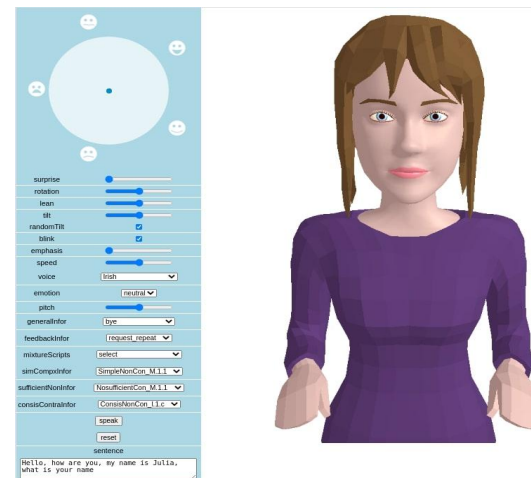 surprise
rotation
lean
tilt
randomTilt
blink
emphasis
speed
voice Irish
emotion neutral
pitch
generalInfor bye
feedbackInfor request_repeat
mixtureScripts select
simCompxInfor SimpleNonCon_M.1.1
sufficientNonInfor NosufficientCon_M.1.1
consisContraInfor ConsisNonCon_I.1.c
speak
reset
sentence
Hello, how are you, my name is Julia,
what is your name